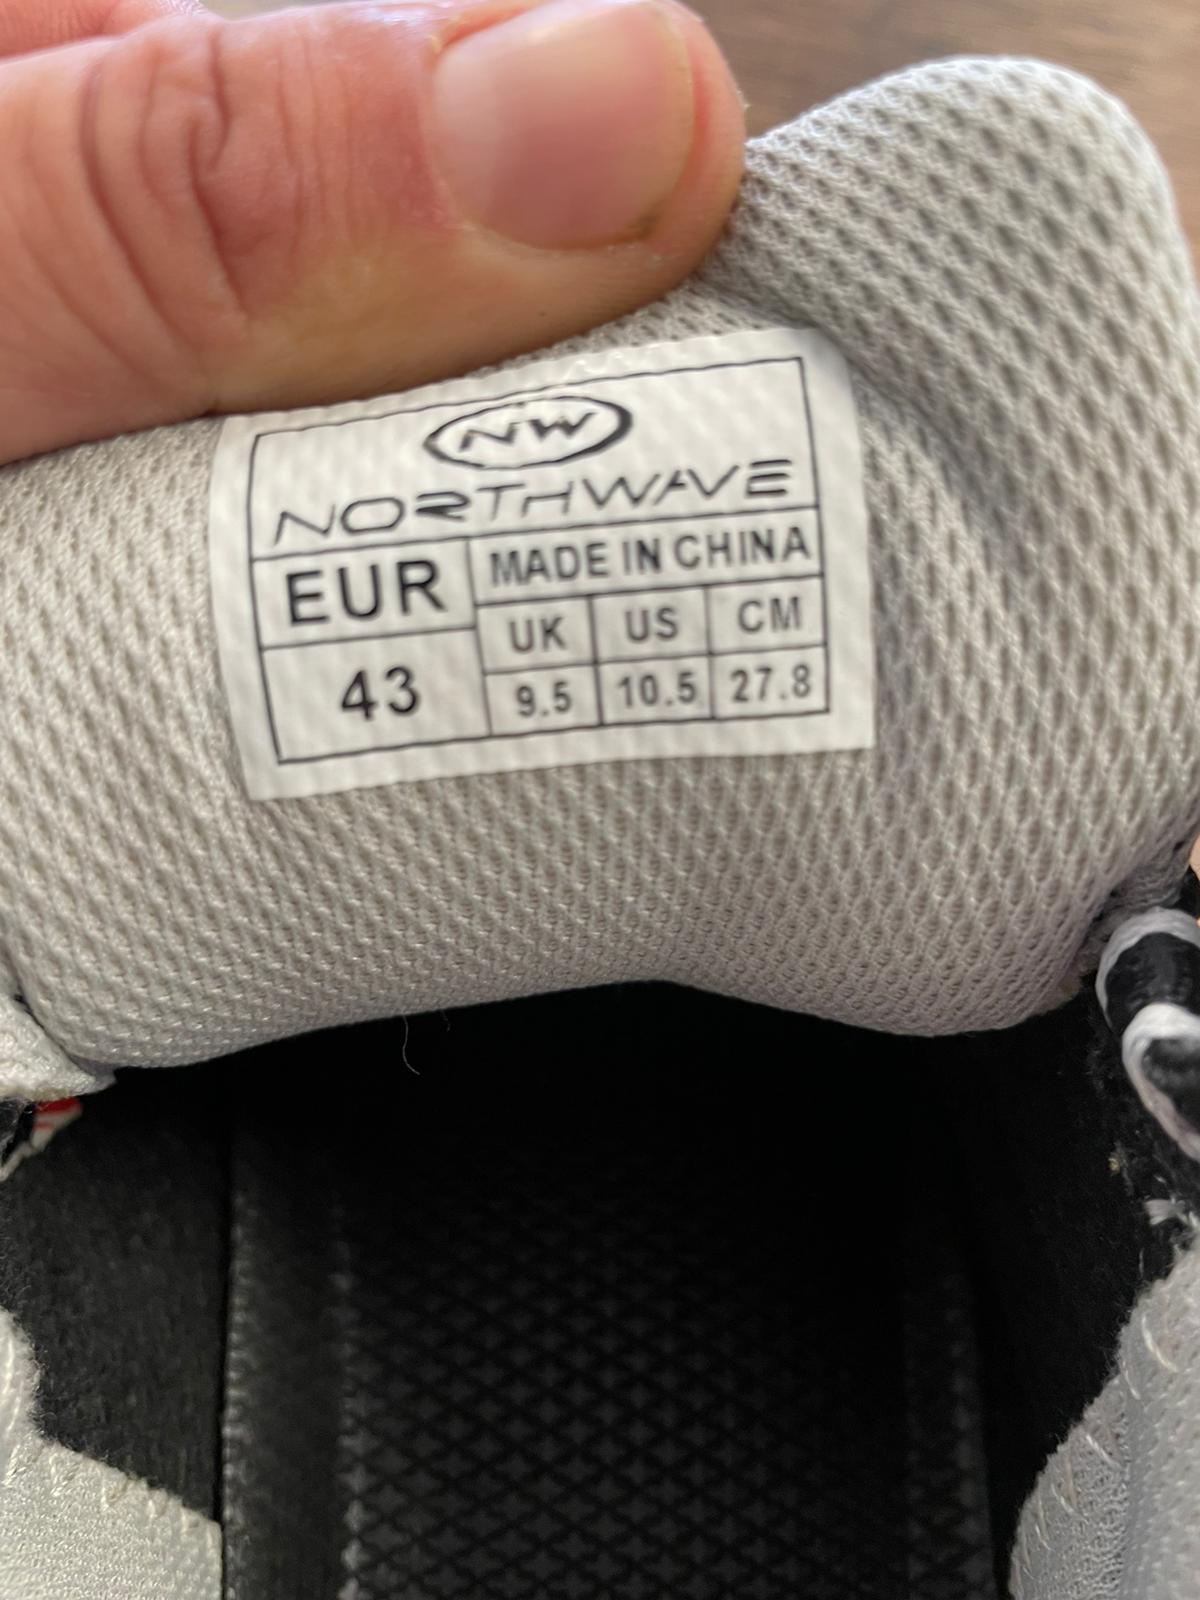 NW
NORTHWAVE
EUR MADE IN CHINA
UK US CM
43 9.5 10.5 27.8